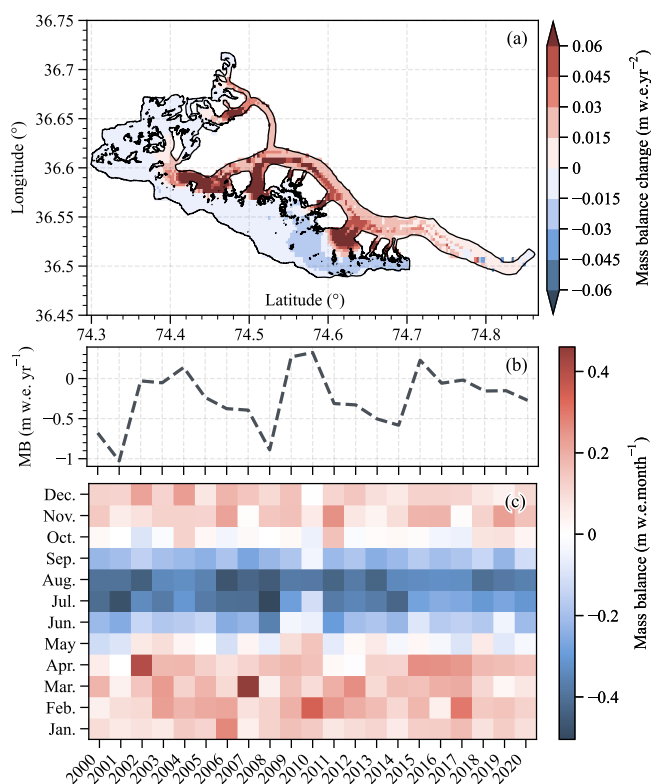 36.75
36.7
36.65
36.6
36.55
36.5
36.45
Longitude (°)
(a)
Latitude (°)
74.3
74.4
74.5
74.6
74.7
74.8
0.06
0.045
0.03
0.015
0
−0.015
−0.03
−0.045
−0.06
Mass balance change (m w.e.yr⁻²)
(b)
MB (m w.e. yr⁻¹)
0
−0.5
−1
(c)
Dec.
Nov.
Oct.
Sep.
Aug.
Jul.
Jun.
May
Apr.
Mar.
Feb.
Jan.
2000
2001
2002
2003
2004
2005
2006
2007
2008
2009
2010
2011
2012
2013
2014
2015
2016
2017
2018
2019
2020
0.4
0.2
0
−0.2
−0.4
Mass balance (m w.e.month⁻¹)